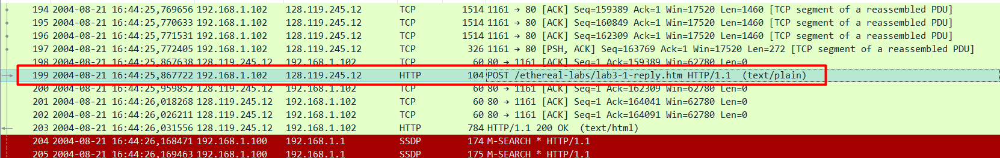 194 2004-08-21 16:44:25,769656 192.168.1.102 128.119.245.12 TCP 1514 1161 → 80 [ACK] Seq=159389 Ack=1 Win=17520 Len=1460 [TCP segment of a reassembled PDU]
195 2004-08-21 16:44:25,770633 192.168.1.102 128.119.245.12 TCP 1514 1161 → 80 [ACK] Seq=160849 Ack=1 Win=17520 Len=1460 [TCP segment of a reassembled PDU]
196 2004-08-21 16:44:25,771531 192.168.1.102 128.119.245.12 TCP 1514 1161 → 80 [ACK] Seq=162309 Ack=1 Win=17520 Len=1460 [TCP segment of a reassembled PDU]
197 2004-08-21 16:44:25,772405 192.168.1.102 128.119.245.12 TCP 326 1161 → 80 [PSH, ACK] Seq=163769 Ack=1 Win=17520 Len=272 [TCP segment of a reassembled PDU]
198 2004-08-21 16:44:25,867638 128.119.245.12 192.168.1.102 TCP 60 80 → 1161 [ACK] Seq=1 Ack=159389 Win=62780 Len=0
199 2004-08-21 16:44:25,867722 192.168.1.102 128.119.245.12 HTTP 104 POST /ethereal-labs/lab3-1-reply.htm HTTP/1.1 (text/plain)
200 2004-08-21 16:44:25,959852 128.119.245.12 192.168.1.102 TCP 60 80 → 1161 [ACK] Seq=1 Ack=162309 Win=62780 Len=0
201 2004-08-21 16:44:26,018268 128.119.245.12 192.168.1.102 TCP 60 80 → 1161 [ACK] Seq=1 Ack=164041 Win=62780 Len=0
202 2004-08-21 16:44:26,026211 128.119.245.12 192.168.1.102 TCP 60 80 → 1161 [ACK] Seq=1 Ack=164091 Win=62780 Len=0
203 2004-08-21 16:44:26,031556 128.119.245.12 192.168.1.102 HTTP 784 HTTP/1.1 200 OK (text/html)
204 2004-08-21 16:44:26,168471 192.168.1.100 192.168.1.1 SSDP 174 M-SEARCH * HTTP/1.1
205 2004-08-21 16:44:26,169463 192.168.1.100 192.168.1.1 SSDP 175 M-SEARCH * HTTP/1.1